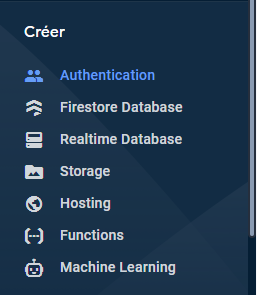 Créer
Authentication
Firestore Database
Realtime Database
Storage
Hosting
Functions
Machine Learning